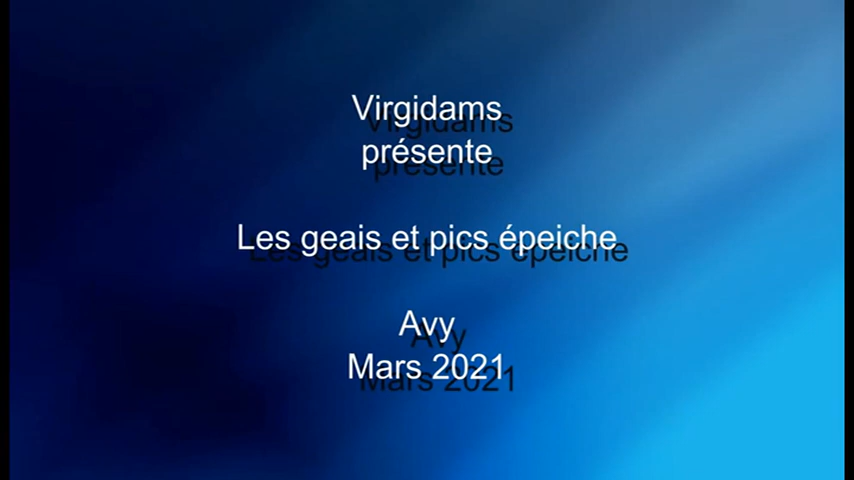 Virgidams
présente
Les geais et pics épeiche
Avy
Mars 2021